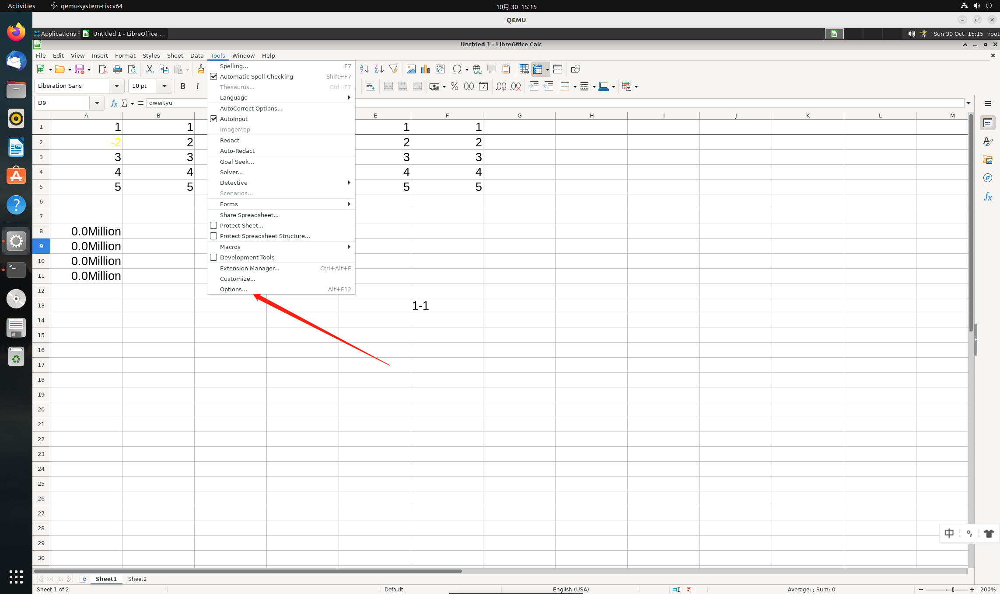 Activities
qemu-system-riscv64
10月 30 15:15
QEMU
Applications
Untitled 1 - LibreOffice ...
Sun 30 Oct, 15:15
root
Untitled 1 - LibreOffice Calc
File Edit View Insert Format Styles Sheet Data Tools Window Help
Liberation Sans
10 pt
B I
D9
fx Σ = qwertyu
Spelling... F7
Automatic Spell Checking Shift+F7
Thesaurus... Ctrl+F7
Language
AutoCorrect Options...
AutoInput
ImageMap
Redact
Auto-Redact
Goal Seek...
Solver...
Detective
Scenarios...
Forms
Share Spreadsheet...
Protect Sheet...
Protect Spreadsheet Structure...
Macros
Development Tools
Extension Manager... Ctrl+Alt+E
Customize...
Options... Alt+F12
A B E F G H I J K L M
1 1 1 1 1
2 -2 2 2 2
3 3 3 3 3
4 4 4 4 4
5 5 5 5 5
6
7
8 0.0Million
9 0.0Million
10 0.0Million
11 0.0Million
12
13 1-1
14
15
16
17
18
19
20
21
22
23
24
25
26
27
28
29
30
中
Sheet1 Sheet2
Sheet 1 of 2
Default
English (USA)
Average: ; Sum: 0
200%